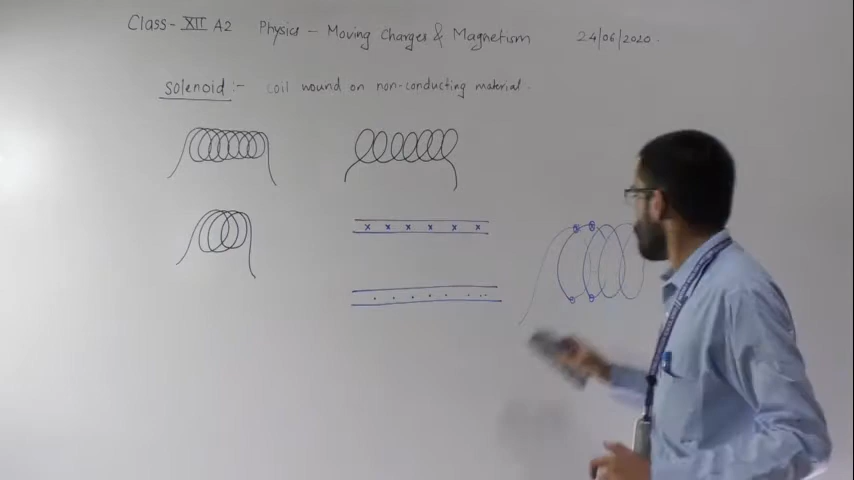 Class- XII A2 Physics - Moving Charges & Magnetism 24/06/2020.
Solenoid :- coil wound on non-conducting material.
x x x x x x